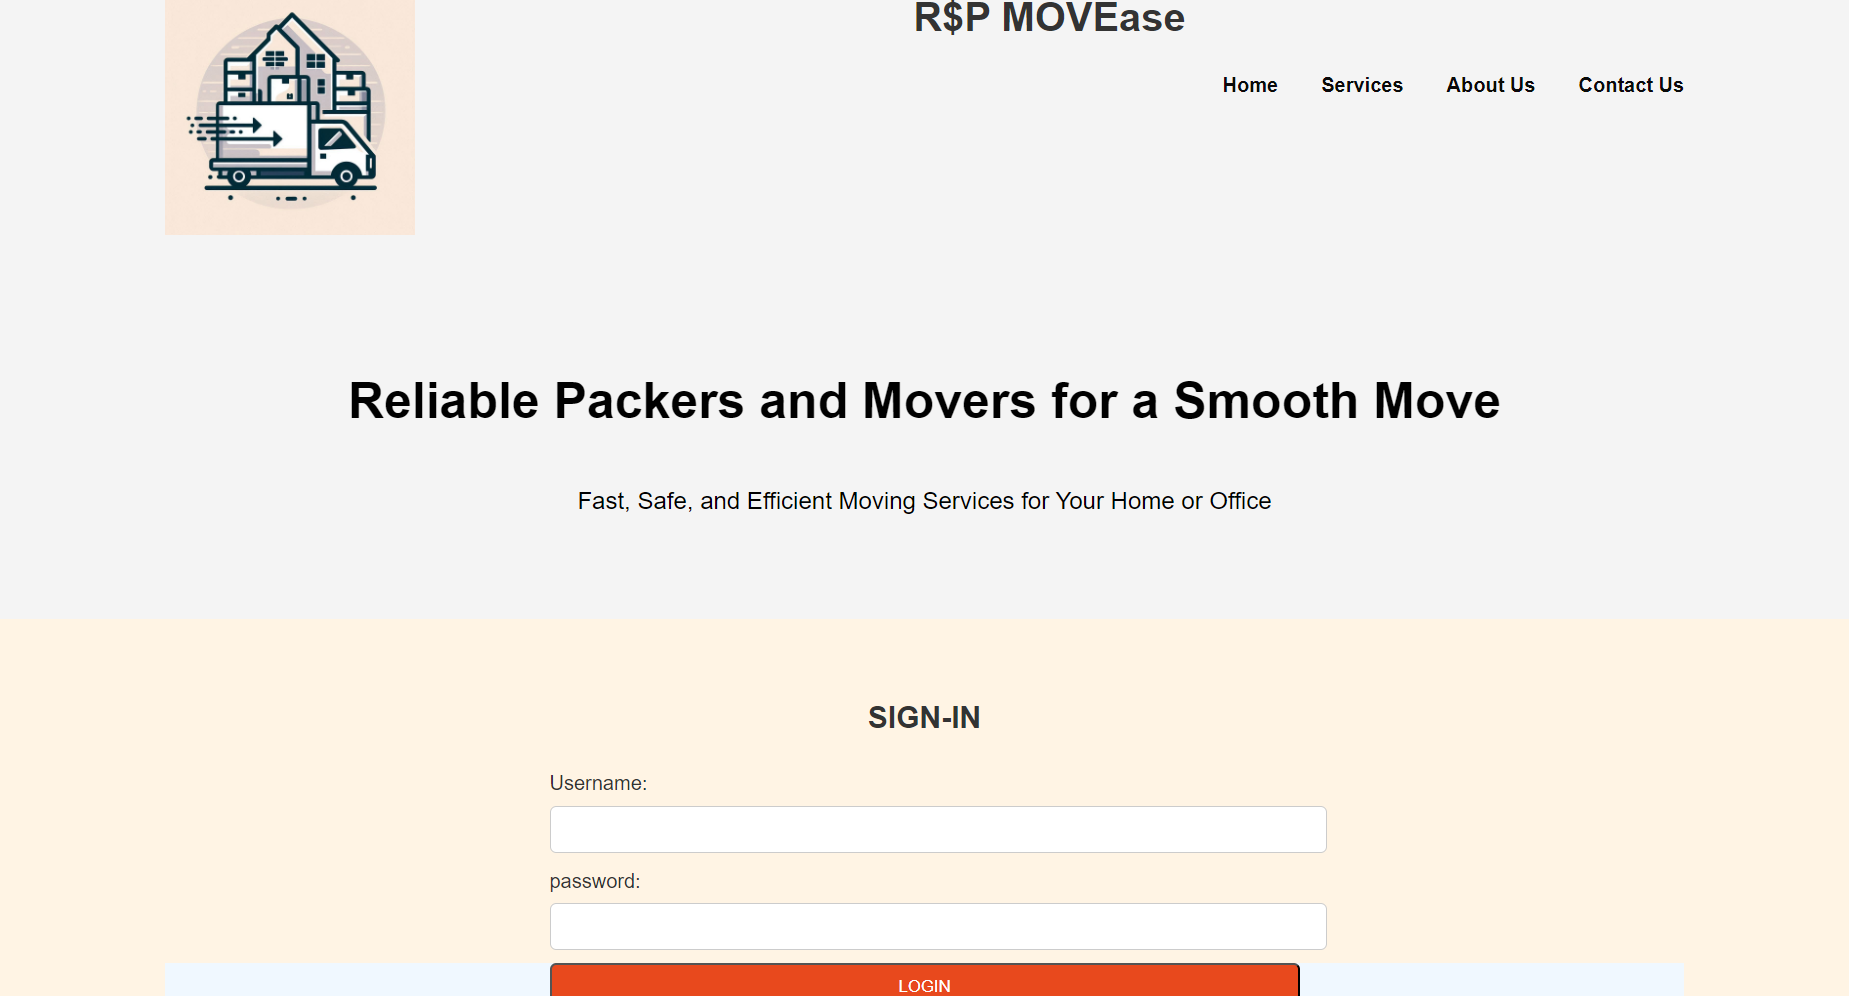 R$P MOVEase
Home Services About Us Contact Us
Reliable Packers and Movers for a Smooth Move
Fast, Safe, and Efficient Moving Services for Your Home or Office
SIGN-IN
Username:
password:
LOGIN